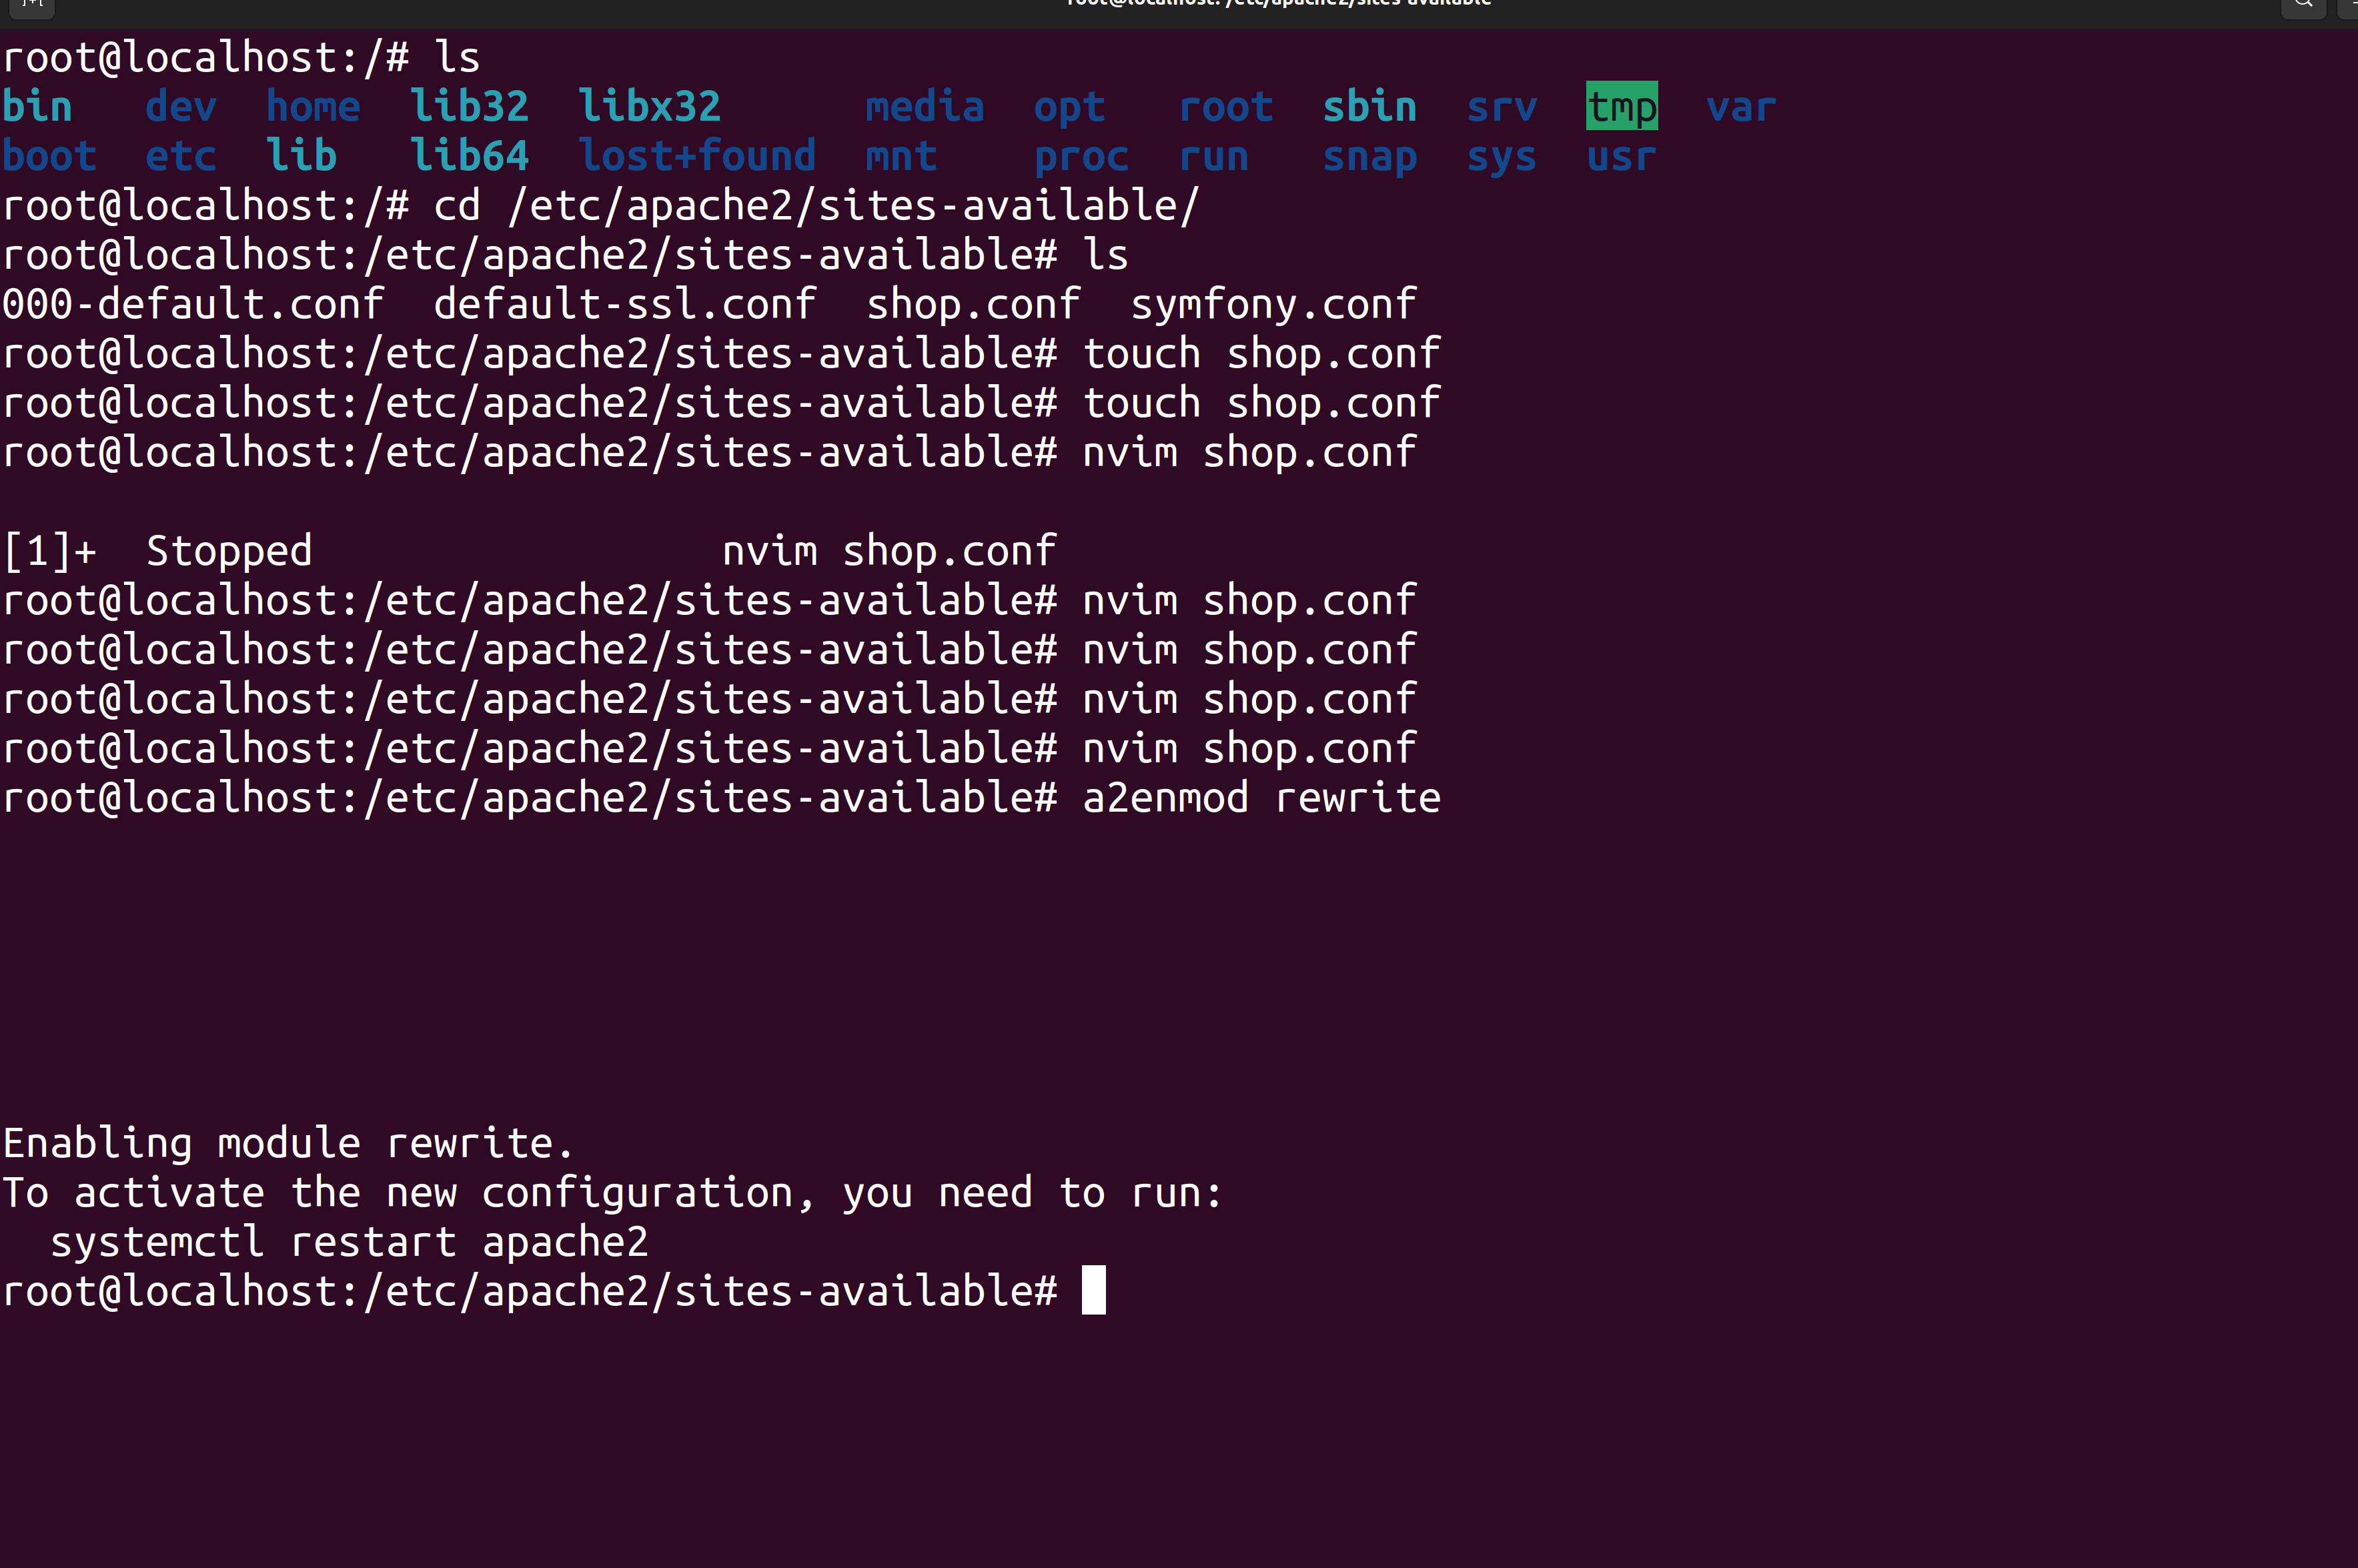 root@localhost: /etc/apache2/sites-available
root@localhost:/# ls
bin   dev  home  lib32  libx32      media  opt   root  sbin  srv  tmp  var
boot  etc  lib   lib64  lost+found  mnt    proc  run   snap  sys  usr
root@localhost:/# cd /etc/apache2/sites-available/
root@localhost:/etc/apache2/sites-available# ls
000-default.conf  default-ssl.conf  shop.conf  symfony.conf
root@localhost:/etc/apache2/sites-available# touch shop.conf
root@localhost:/etc/apache2/sites-available# touch shop.conf
root@localhost:/etc/apache2/sites-available# nvim shop.conf
[1]+  Stopped                 nvim shop.conf
root@localhost:/etc/apache2/sites-available# nvim shop.conf
root@localhost:/etc/apache2/sites-available# nvim shop.conf
root@localhost:/etc/apache2/sites-available# nvim shop.conf
root@localhost:/etc/apache2/sites-available# nvim shop.conf
root@localhost:/etc/apache2/sites-available# a2enmod rewrite
Enabling module rewrite.
To activate the new configuration, you need to run:
  systemctl restart apache2
root@localhost:/etc/apache2/sites-available#